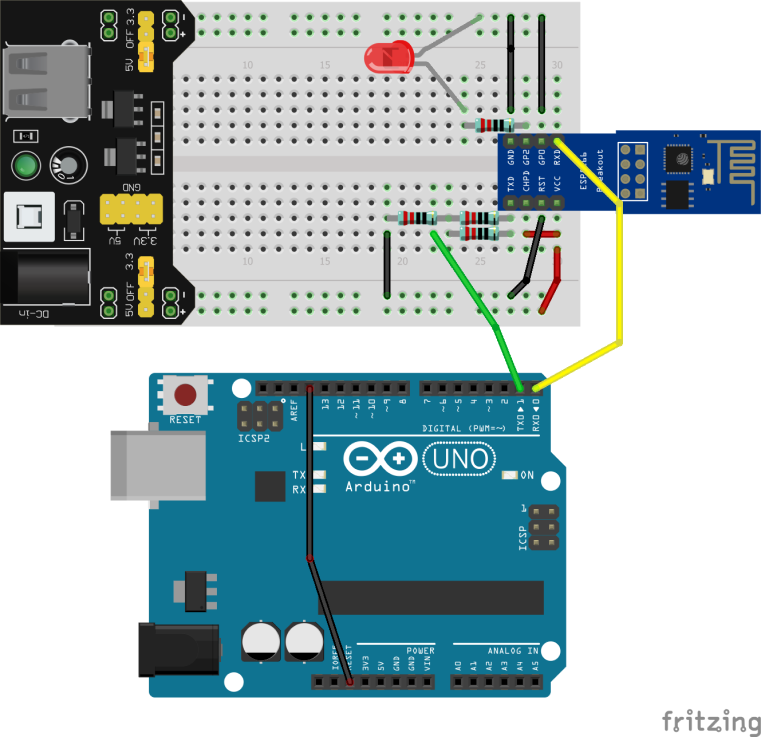 3.3
OFF
5V
-
+
10
15
20
25
30
GND
5V
3.3V
3.3
OFF
5V
-
+
DC-in
10
15
20
25
30
GND
GP2
GP0
RXD
TXD
CHPD
RST
VCC
ESP8266
Breakout
RESET
ICSP2
AREF
13
12
~11
~10
~9
8
7
~6
~5
4
~3
2
TX0▶1
RX0◀0
DIGITAL (PWM=~)
L
TX
RX
UNO
Arduino™
ON
ICSP
1
POWER
ANALOG IN
IOREF
RESET
3V3
5V
GND
GND
VIN
A0
A1
A2
A3
A4
A5
fritzing